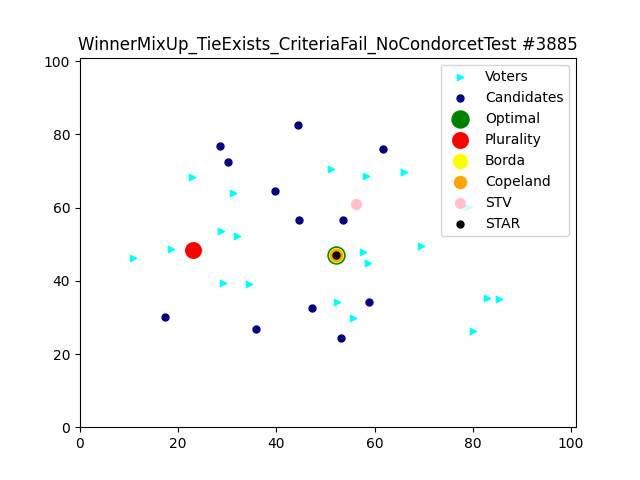 WinnerMixUp_TieExists_CriteriaFail_NoCondorcetTest #3885
100
80
60
40
20
0
0 20 40 60 80 100
Voters
Candidates
Optimal
Plurality
Borda
Copeland
STV
STAR